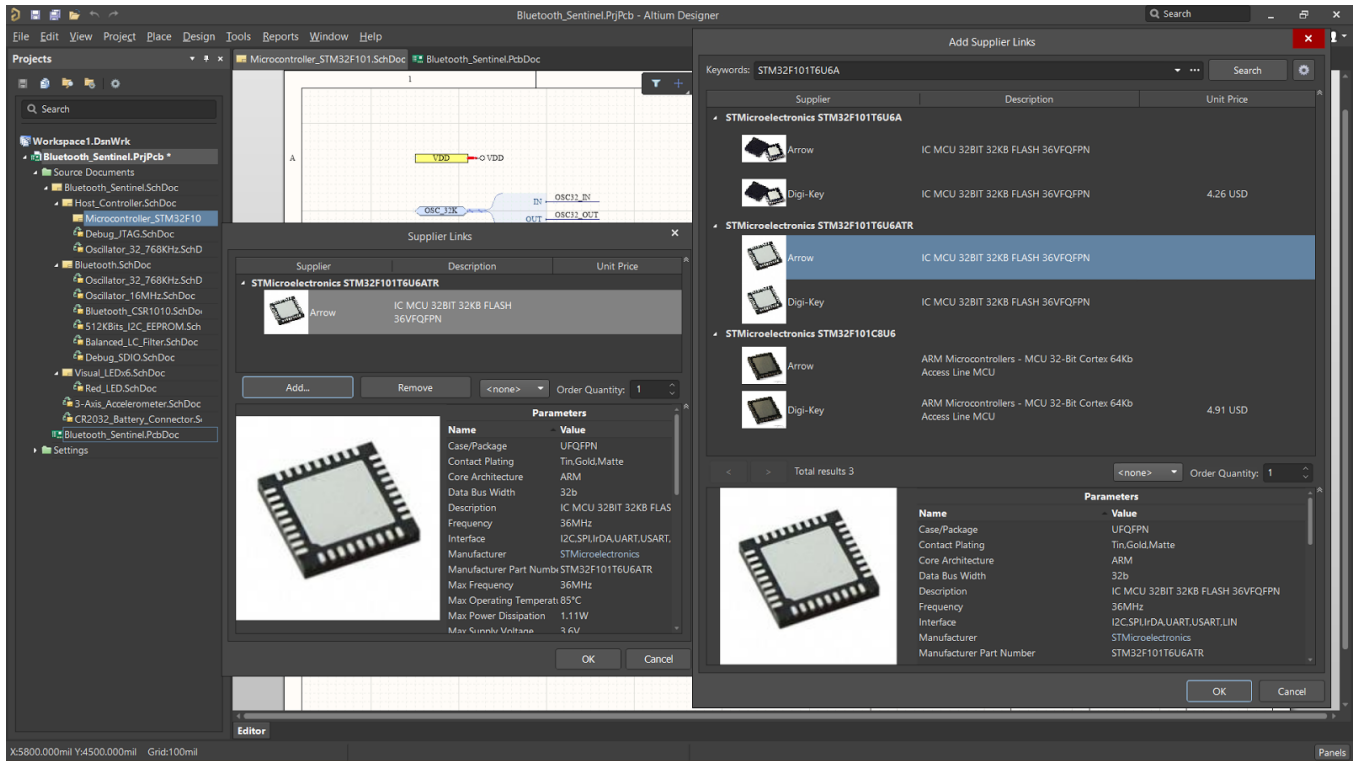 Bluetooth_Sentinel.PrjPcb - Altium Designer
Search
File Edit View Project Place Design Tools Reports Window Help
Projects
Microcontroller_STM32F101.SchDoc Bluetooth_Sentinel.PcbDoc
Search
Workspace1.DsnWrk
Bluetooth_Sentinel.PrjPcb *
Source Documents
Bluetooth_Sentinel.SchDoc
Host_Controller.SchDoc
Microcontroller_STM32F10
Debug_JTAG.SchDoc
Oscillator_32_768KHz.SchD
Bluetooth.SchDoc
Oscillator_32_768KHz.SchD
Oscillator_16MHz.SchDoc
Bluetooth_CSR1010.SchDo
512KBits_I2C_EEPROM.Sch
Balanced_LC_Filter.SchDoc
Debug_SDIO.SchDoc
Visual_LEDx6.SchDoc
Red_LED.SchDoc
3-Axis_Accelerometer.SchDoc
CR2032_Battery_Connector.S
Bluetooth_Sentinel.PcbDoc
Settings
1
A
VDD VDD
OSC_32K
IN OSC32_IN
OUT OSC32_OUT
Supplier Links
Supplier Description Unit Price
STMicroelectronics STM32F101T6U6ATR
Arrow IC MCU 32BIT 32KB FLASH
36VFQFPN
Add... Remove <none> Order Quantity: 1
Parameters
Name Value
Case/Package UFQFPN
Contact Plating Tin,Gold,Matte
Core Architecture ARM
Data Bus Width 32b
Description IC MCU 32BIT 32KB FLAS
Frequency 36MHz
Interface I2C,SPI,IrDA,UART,USART,
Manufacturer STMicroelectronics
Manufacturer Part Numbe STM32F101T6U6ATR
Max Frequency 36MHz
Max Operating Temperat 85°C
Max Power Dissipation 1.11W
Max Supply Voltage 3.6V
OK Cancel
Add Supplier Links
Keywords: STM32F101T6U6A Search
Supplier Description Unit Price
STMicroelectronics STM32F101T6U6A
Arrow IC MCU 32BIT 32KB FLASH 36VFQFPN
Digi-Key IC MCU 32BIT 32KB FLASH 36VFQFPN 4.26 USD
STMicroelectronics STM32F101T6U6ATR
Arrow IC MCU 32BIT 32KB FLASH 36VFQFPN
Digi-Key IC MCU 32BIT 32KB FLASH 36VFQFPN
STMicroelectronics STM32F101C8U6
Arrow ARM Microcontrollers - MCU 32-Bit Cortex 64Kb
Access Line MCU
Digi-Key ARM Microcontrollers - MCU 32-Bit Cortex 64Kb
Access Line MCU 4.91 USD
< > Total results 3 <none> Order Quantity: 1
Parameters
Name Value
Case/Package UFQFPN
Contact Plating Tin,Gold,Matte
Core Architecture ARM
Data Bus Width 32b
Description IC MCU 32BIT 32KB FLASH 36VFQFPN
Frequency 36MHz
Interface I2C,SPI,IrDA,UART,USART,LIN
Manufacturer STMicroelectronics
Manufacturer Part Number STM32F101T6U6ATR
OK Cancel
Editor
X:5800.000mil Y:4500.000mil Grid:100mil
Panels